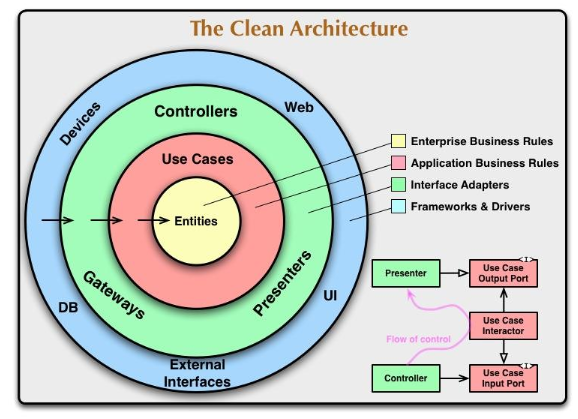 The Clean Architecture
Devices
Controllers
Web
Use Cases
Entities
Gateways
Presenters
DB
UI
External
Interfaces
Enterprise Business Rules
Application Business Rules
Interface Adapters
Frameworks & Drivers
Presenter
<I>
Use Case
Output Port
Flow of control
Use Case
Interactor
Controller
<I>
Use Case
Input Port